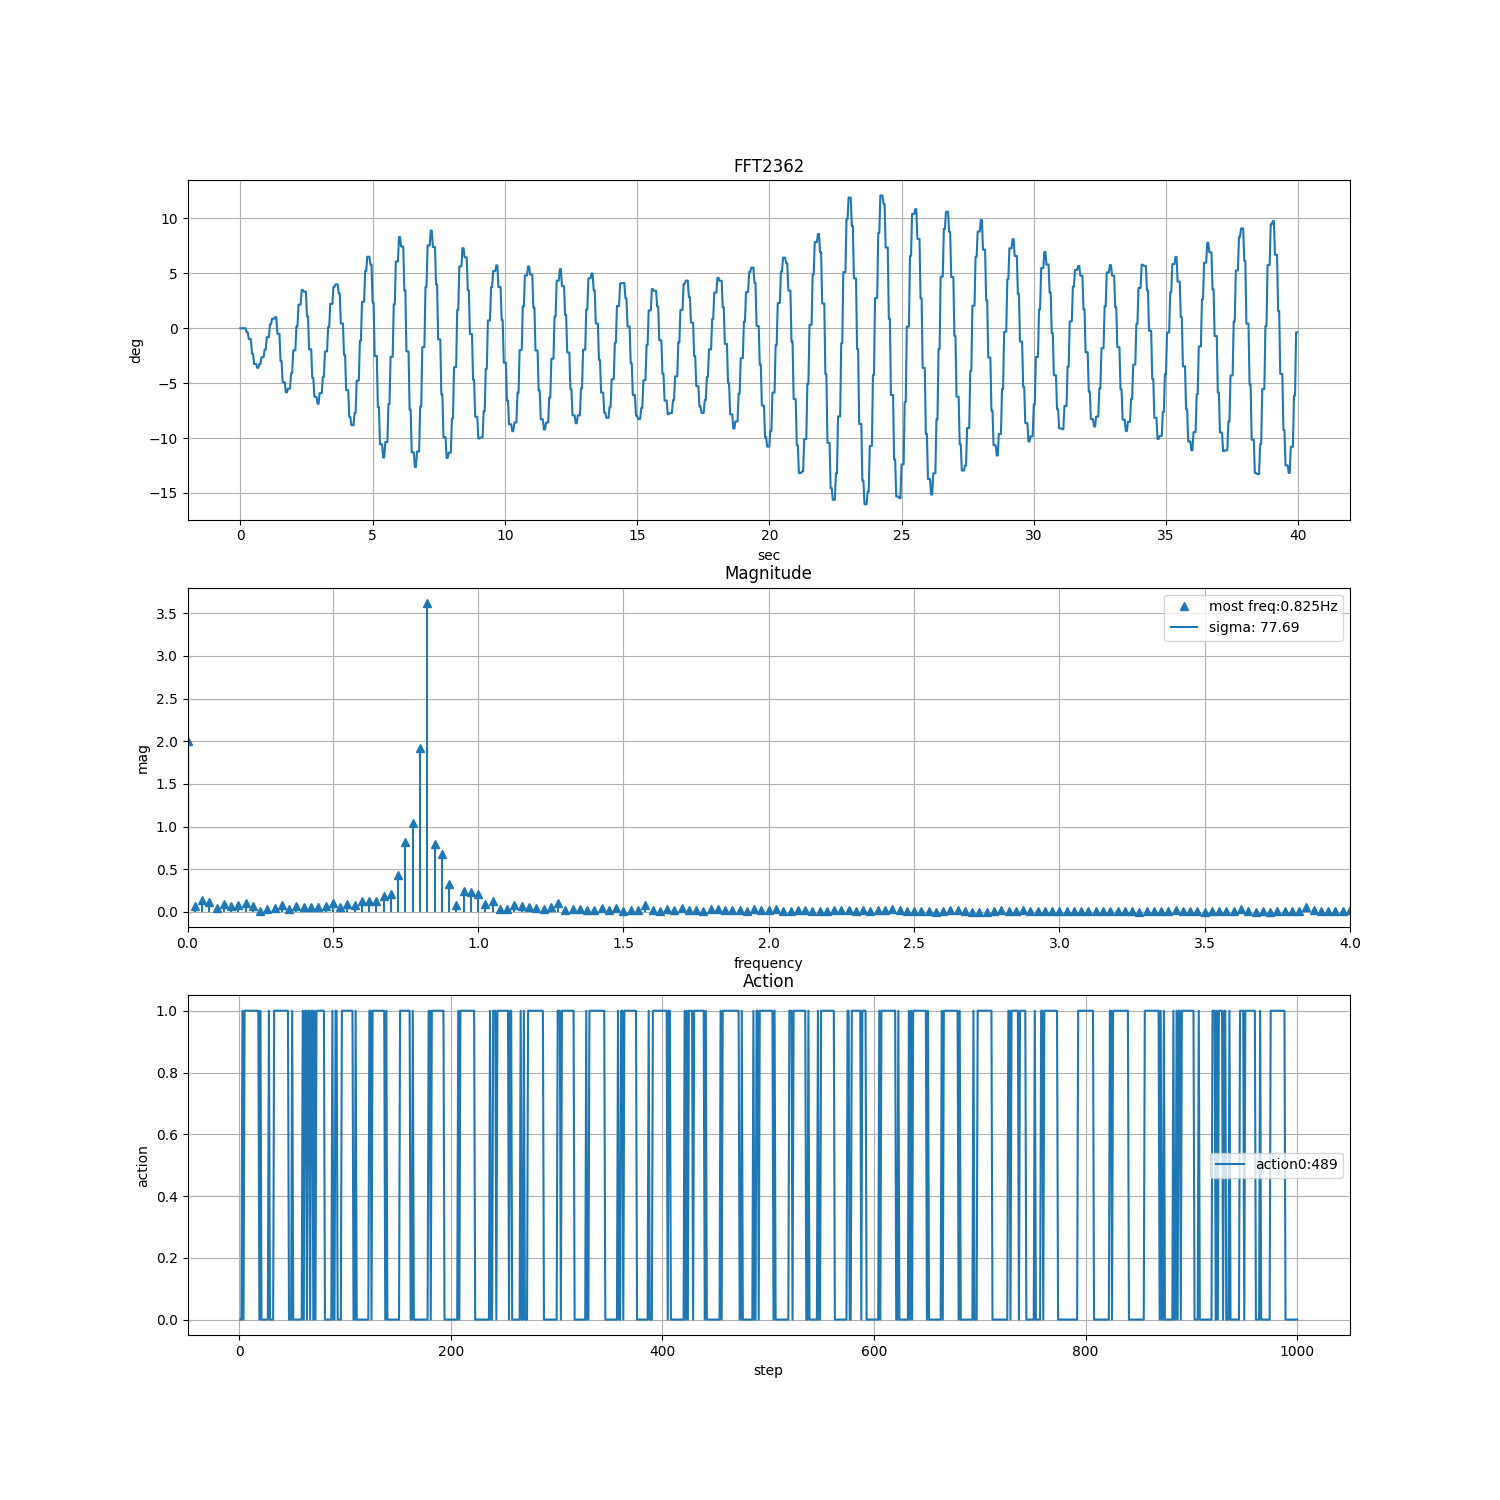 FFT2362
10
5
0
−5
−10
−15
deg
0 5 10 15 20 25 30 35 40
sec
Magnitude
3.5
3.0
2.5
2.0
1.5
1.0
0.5
0.0
mag
most freq:0.825Hz
sigma: 77.69
0.0 0.5 1.0 1.5 2.0 2.5 3.0 3.5 4.0
frequency
Action
1.0
0.8
0.6
0.4
0.2
0.0
action
action0:489
0 200 400 600 800 1000
step